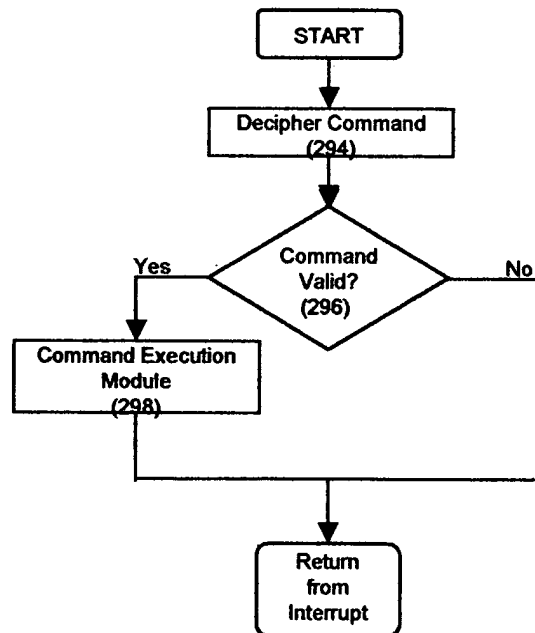 START
Decipher Command
(294)
Command
Valid?
(296)
Yes
No
Command Execution
Module
(298)
Return
from
Interrupt